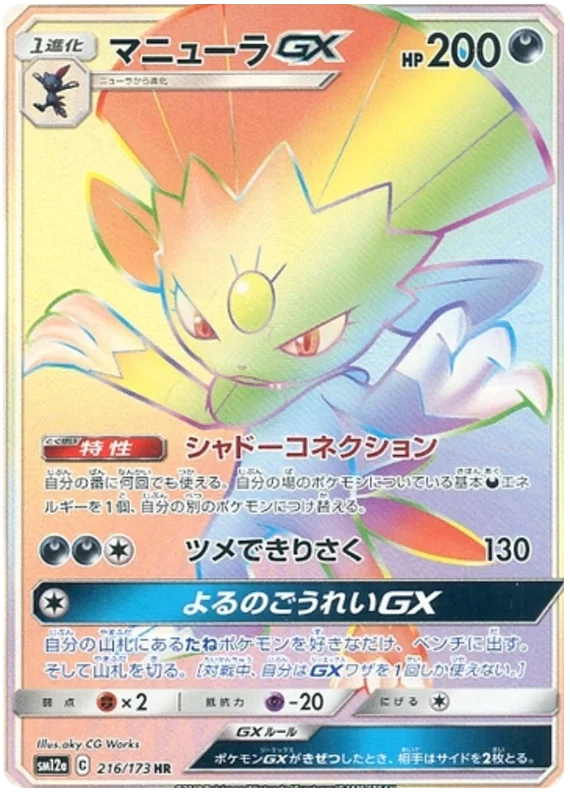 1進化
マニューラGX
HP200
ニューラから進化
特性 シャドーコネクション
自分の番に何回でも使える。自分の場のポケモンについている基本エネ
ルギーを1個、自分の別のポケモンにつけ替える。
ツメできりさく 130
よるのごうれいGX
自分の山札にあるたねポケモンを好きなだけ、ベンチに出す。
そして山札を切る。[対戦中、自分はGXワザを1回しか使えない。]
弱点 ×2 抵抗力 -20 にげる
GXルール
Illus.aky CG Works
ポケモンGXがきぜつしたとき、相手はサイドを2枚とる。
sm12a C 216/173 HR